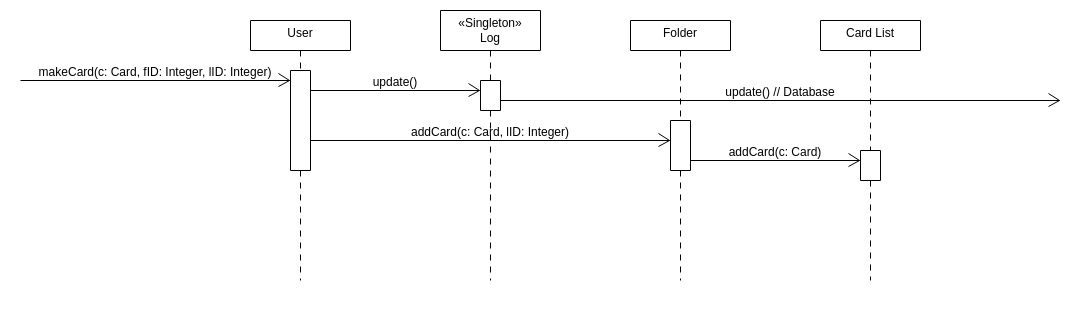 User
«Singleton»
Log
Folder
Card List
makeCard(c: Card, fID: Integer, lID: Integer)
update()
update() // Database
addCard(c: Card, lID: Integer)
addCard(c: Card)